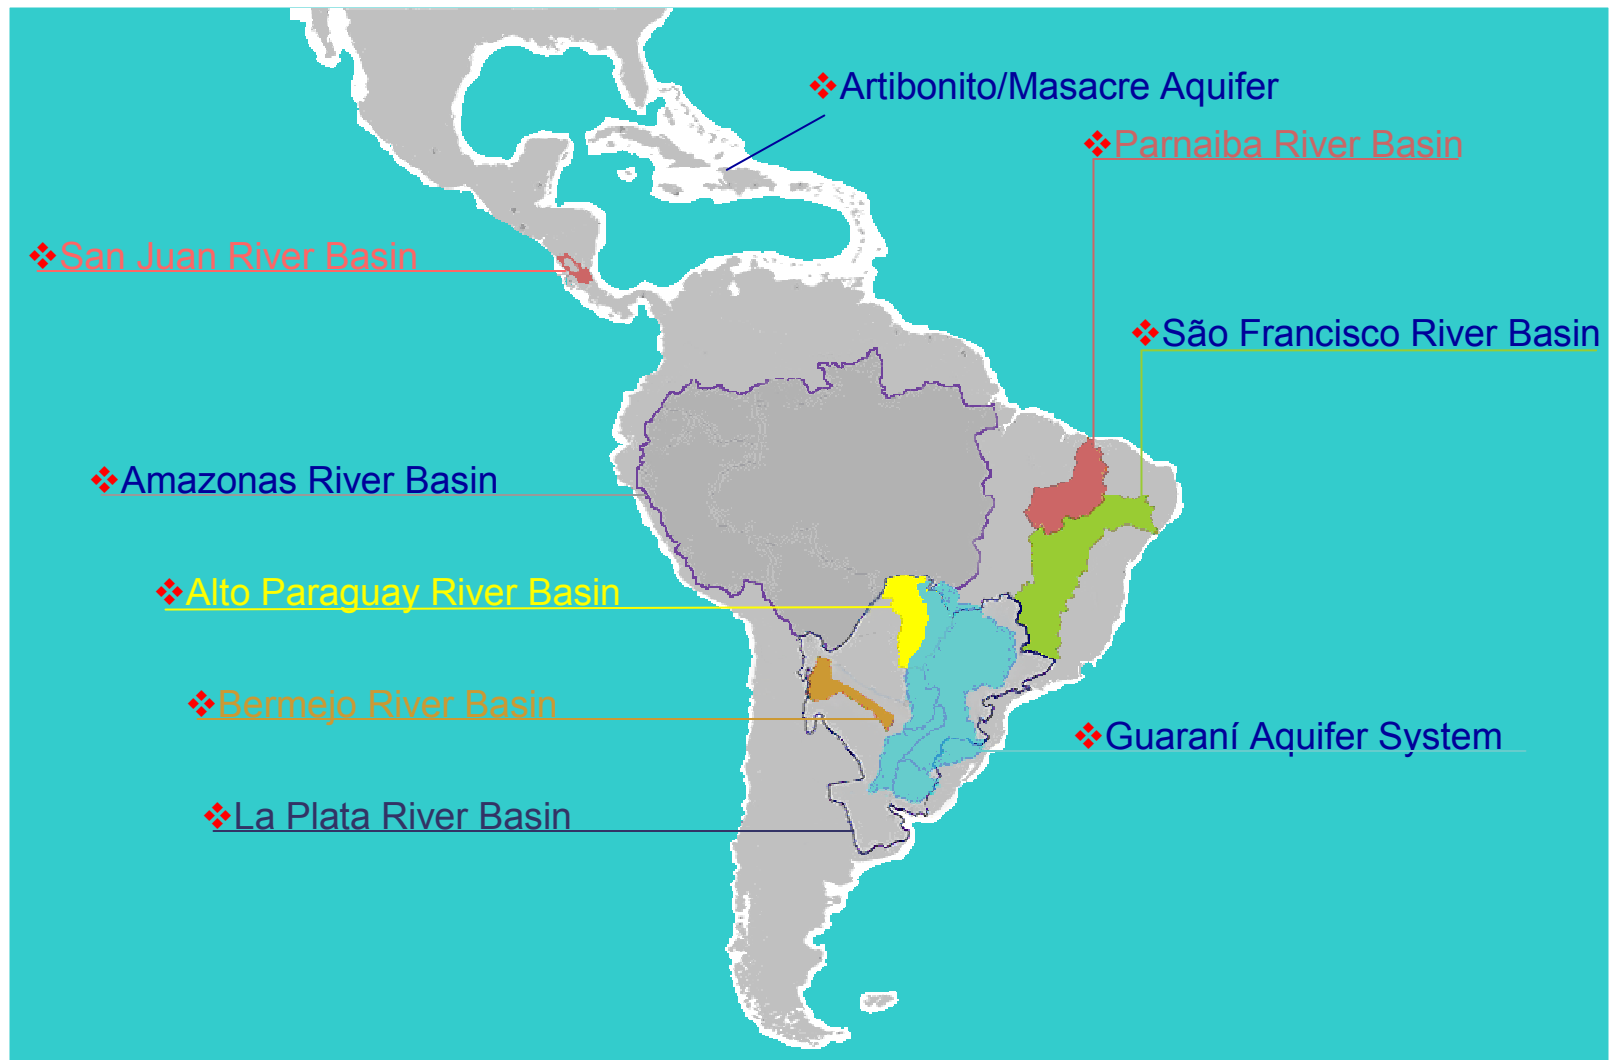 ❖Artibonito/Masacre Aquifer
❖Parnaiba River Basin
❖San Juan River Basin
❖São Francisco River Basin
❖Amazonas River Basin
❖Alto Paraguay River Basin
❖Bermejo River Basin
❖Guaraní Aquifer System
❖La Plata River Basin